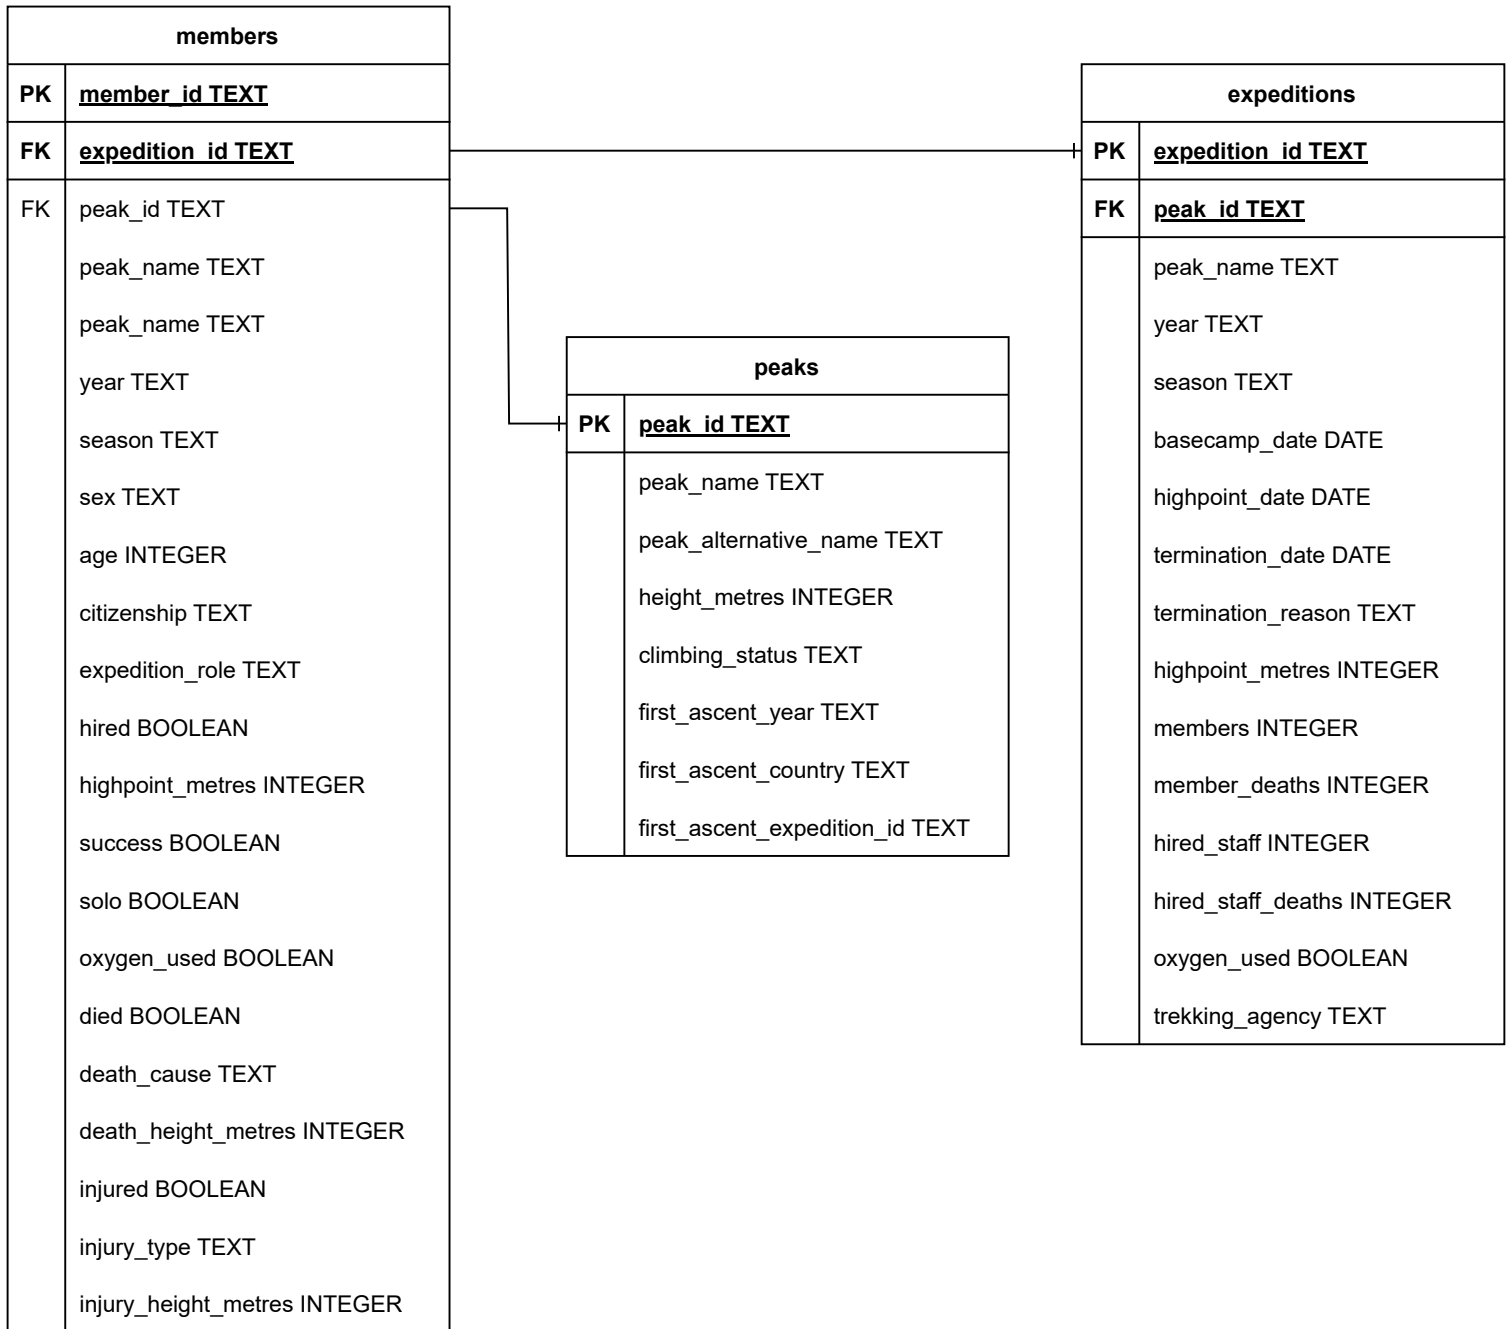 members
PK member_id TEXT
FK expedition_id TEXT
FK peak_id TEXT
peak_name TEXT
peak_name TEXT
year TEXT
season TEXT
sex TEXT
age INTEGER
citizenship TEXT
expedition_role TEXT
hired BOOLEAN
highpoint_metres INTEGER
success BOOLEAN
solo BOOLEAN
oxygen_used BOOLEAN
died BOOLEAN
death_cause TEXT
death_height_metres INTEGER
injured BOOLEAN
injury_type TEXT
injury_height_metres INTEGER
peaks
PK peak_id TEXT
peak_name TEXT
peak_alternative_name TEXT
height_metres INTEGER
climbing_status TEXT
first_ascent_year TEXT
first_ascent_country TEXT
first_ascent_expedition_id TEXT
expeditions
PK expedition_id TEXT
FK peak_id TEXT
peak_name TEXT
year TEXT
season TEXT
basecamp_date DATE
highpoint_date DATE
termination_date DATE
termination_reason TEXT
highpoint_metres INTEGER
members INTEGER
member_deaths INTEGER
hired_staff INTEGER
hired_staff_deaths INTEGER
oxygen_used BOOLEAN
trekking_agency TEXT